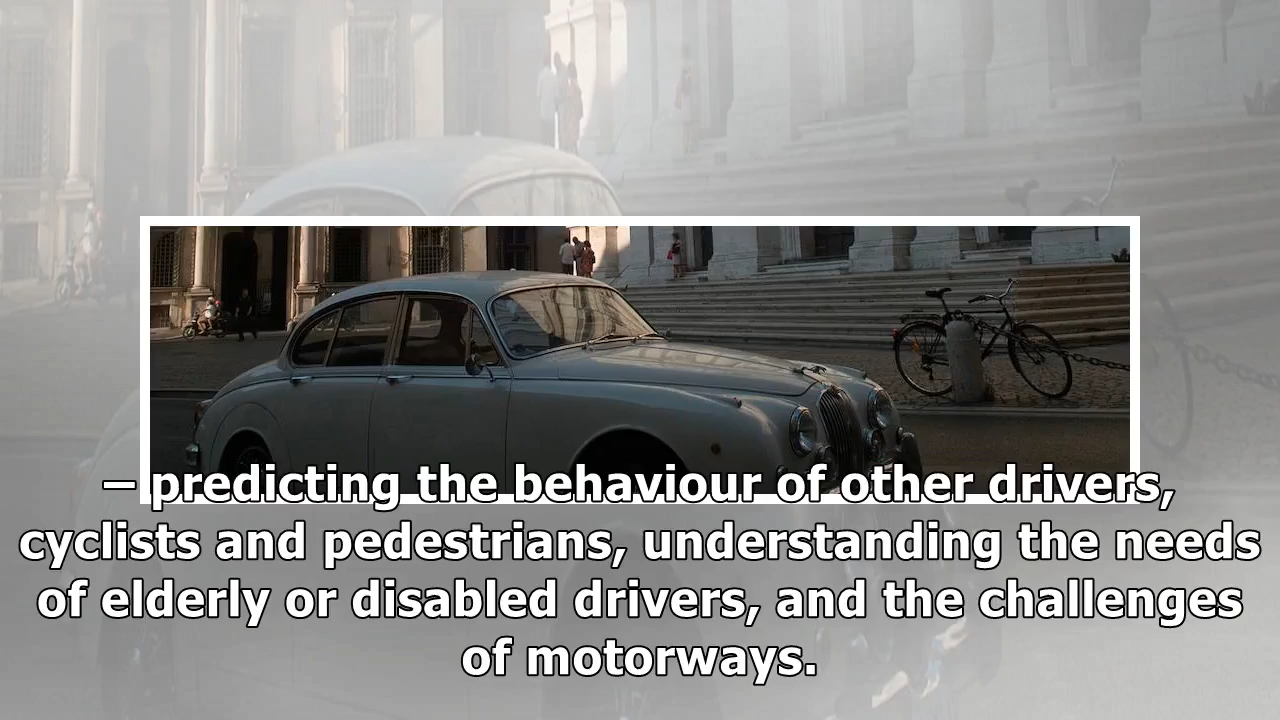 – predicting the behaviour of other drivers,
cyclists and pedestrians, understanding the needs
of elderly or disabled drivers, and the challenges
of motorways.